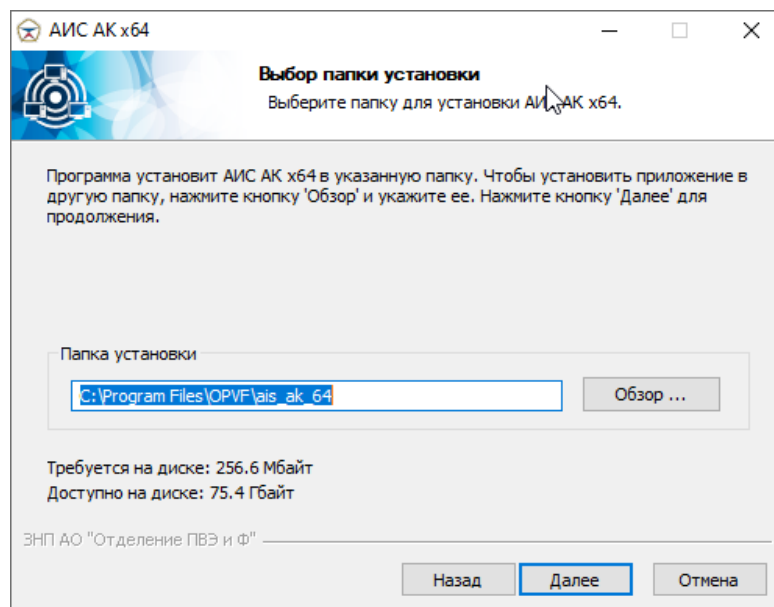 АИС АК x64
Выбор папки установки
Выберите папку для установки АИС АК x64.
Программа установит АИС АК x64 в указанную папку. Чтобы установить приложение в
другую папку, нажмите кнопку 'Обзор' и укажите ее. Нажмите кнопку 'Далее' для
продолжения.
Папка установки
C:\Program Files\OPVF\ais_ak_64
Обзор ...
Требуется на диске: 256.6 Мбайт
Доступно на диске: 75.4 Гбайт
ЗНП АО "Отделение ПВЭ и Ф"
Назад
Далее
Отмена